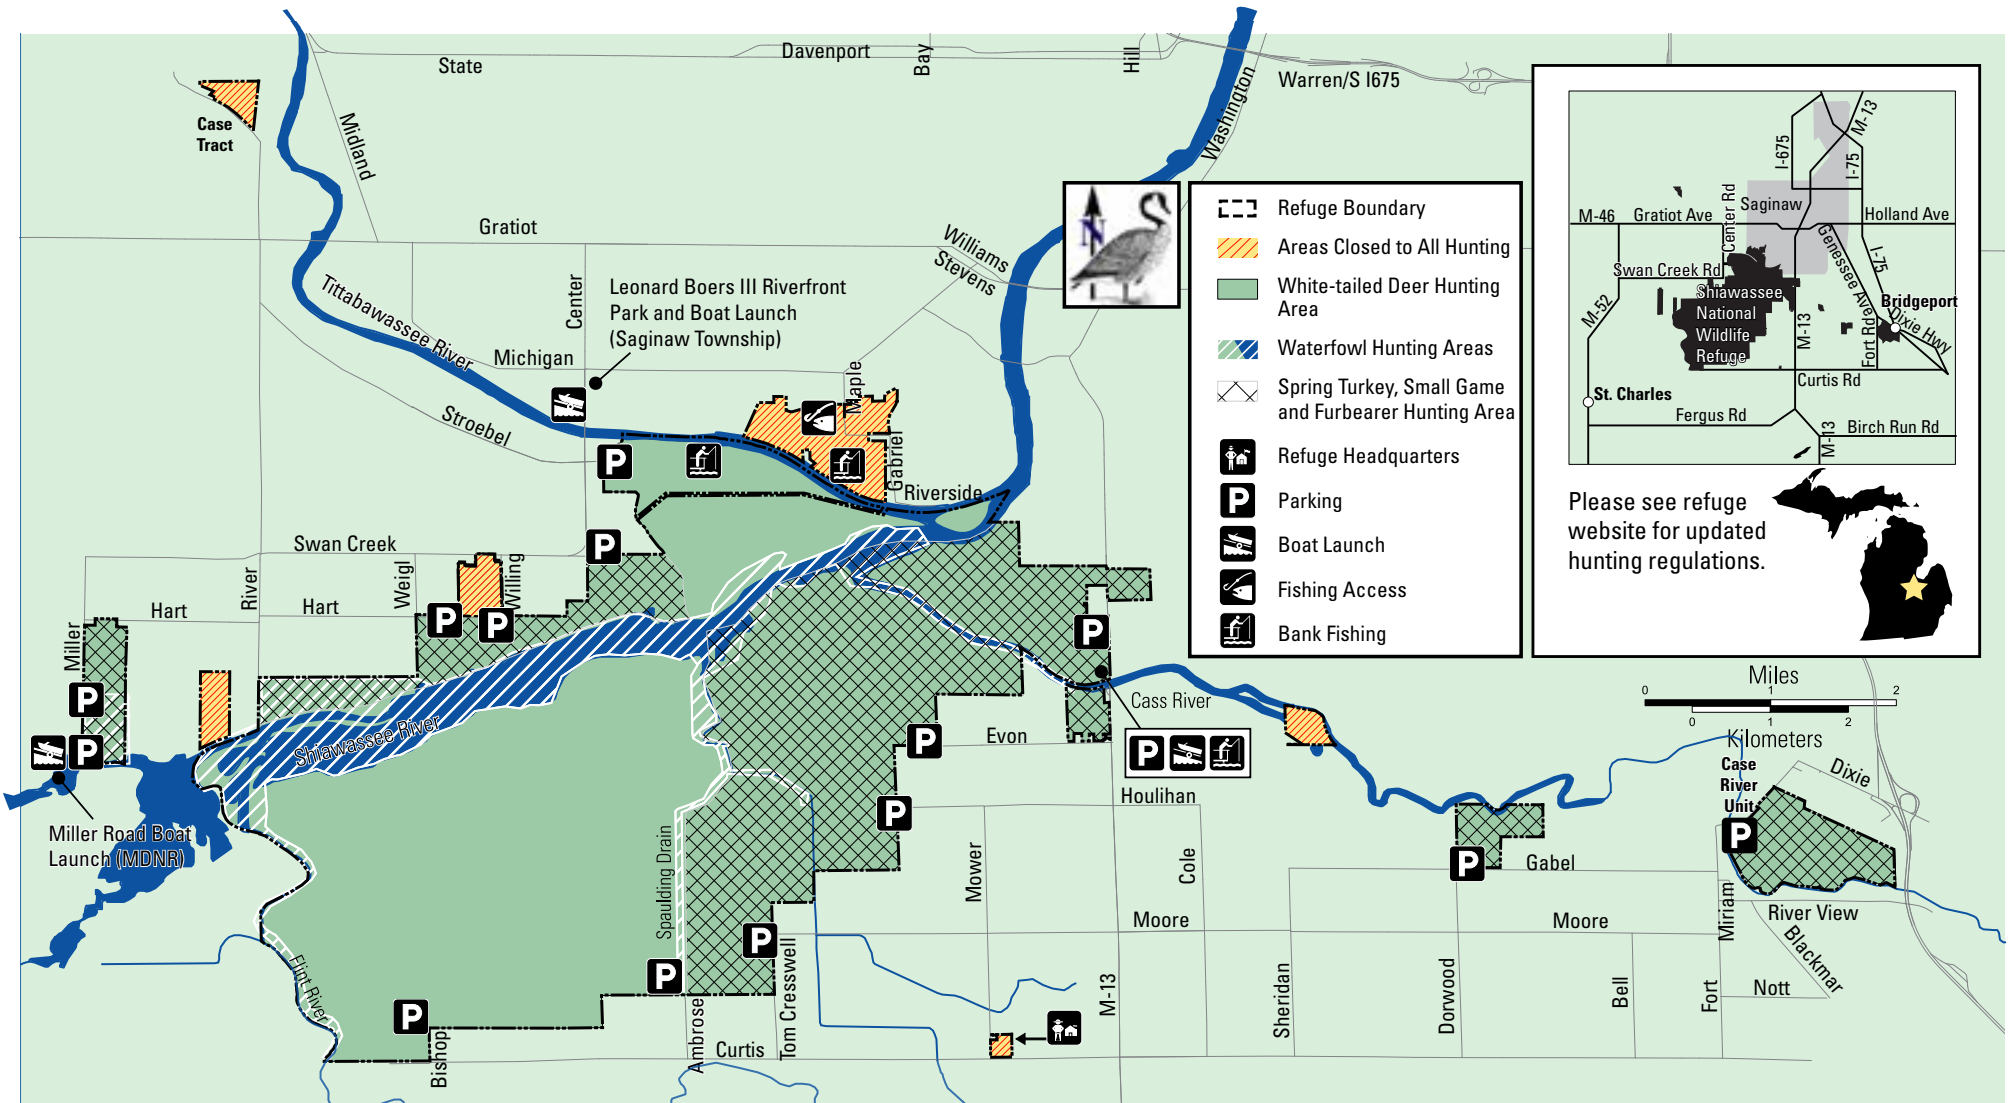 State
Davenport
Bay
Hill
Washington
Warren/S I675
Case
Tract
Midland
Gratiot
Williams
Stevens
Tittabawassee River
Center
Leonard Boers III Riverfront
Park and Boat Launch
(Saginaw Township)
Michigan
Stroebel
Maple
Gabriel
Riverside
P
Swan Creek
P
River
Weigl
Willing
Hart
Hart
P
P
Miller
P
P
P
Shiawassee River
Cass River
Evon
P
P
Houlihan
P
Miller Road Boat
Launch (MDNR)
Spaulding Drain
Mower
Cole
Moore
Moore
Flint River
P
P
P
Bishop
Ambrose
Curtis
Tom Cresswell
M-13
Sheridan
Dorwood
Bell
Fort
Miriam
P
Gabel
Case
River
Unit
P
Dixie
River View
Blackmar
Nott
N
Refuge Boundary
Areas Closed to All Hunting
White-tailed Deer Hunting
Area
Waterfowl Hunting Areas
Spring Turkey, Small Game
and Furbearer Hunting Area
Refuge Headquarters
P Parking
Boat Launch
Fishing Access
Bank Fishing
M-13
I-675
I-75
Saginaw
Center Rd
M-46
Gratiot Ave
Holland Ave
Genessee Ave
I-75
Swan Creek Rd
Shiawassee
National
Wildlife
Refuge
M-52
M-13
Bridgeport
Fort Rd
Dixie Hwy
Curtis Rd
St. Charles
Fergus Rd
M-13
Birch Run Rd
Please see refuge
website for updated
hunting regulations.
Miles
0 1 2
0 1 2
Kilometers